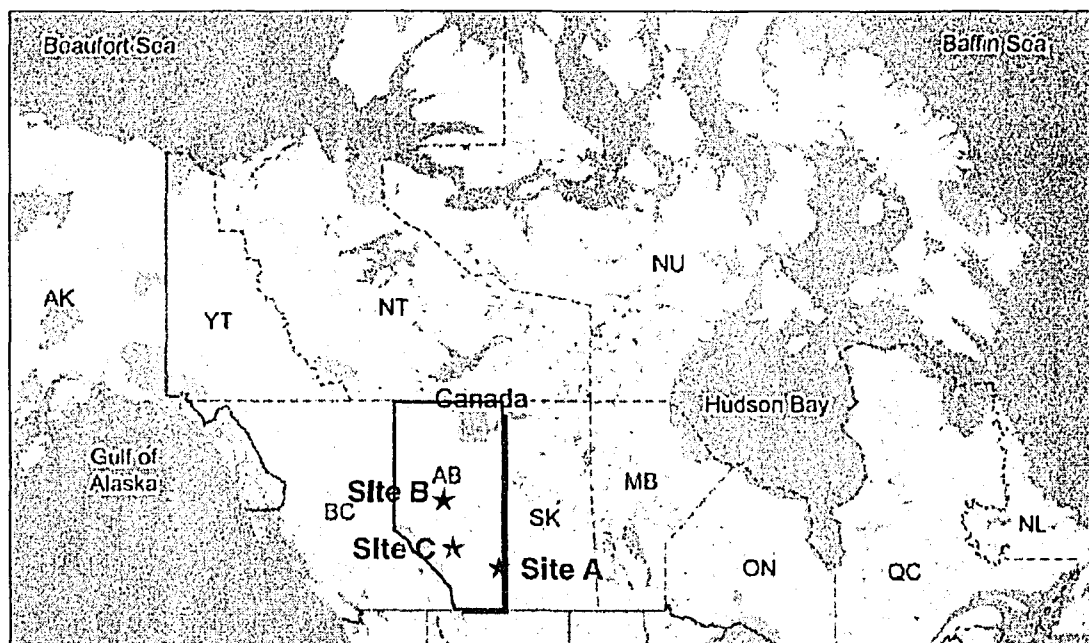 Beaufort Sea
Baffin Sea
AK
YT
NT
NU
Canada
Hudson Bay
Gulf of
Alaska
AB
Site B
BC
SK
MB
NL
Site C
Site A
ON
QC